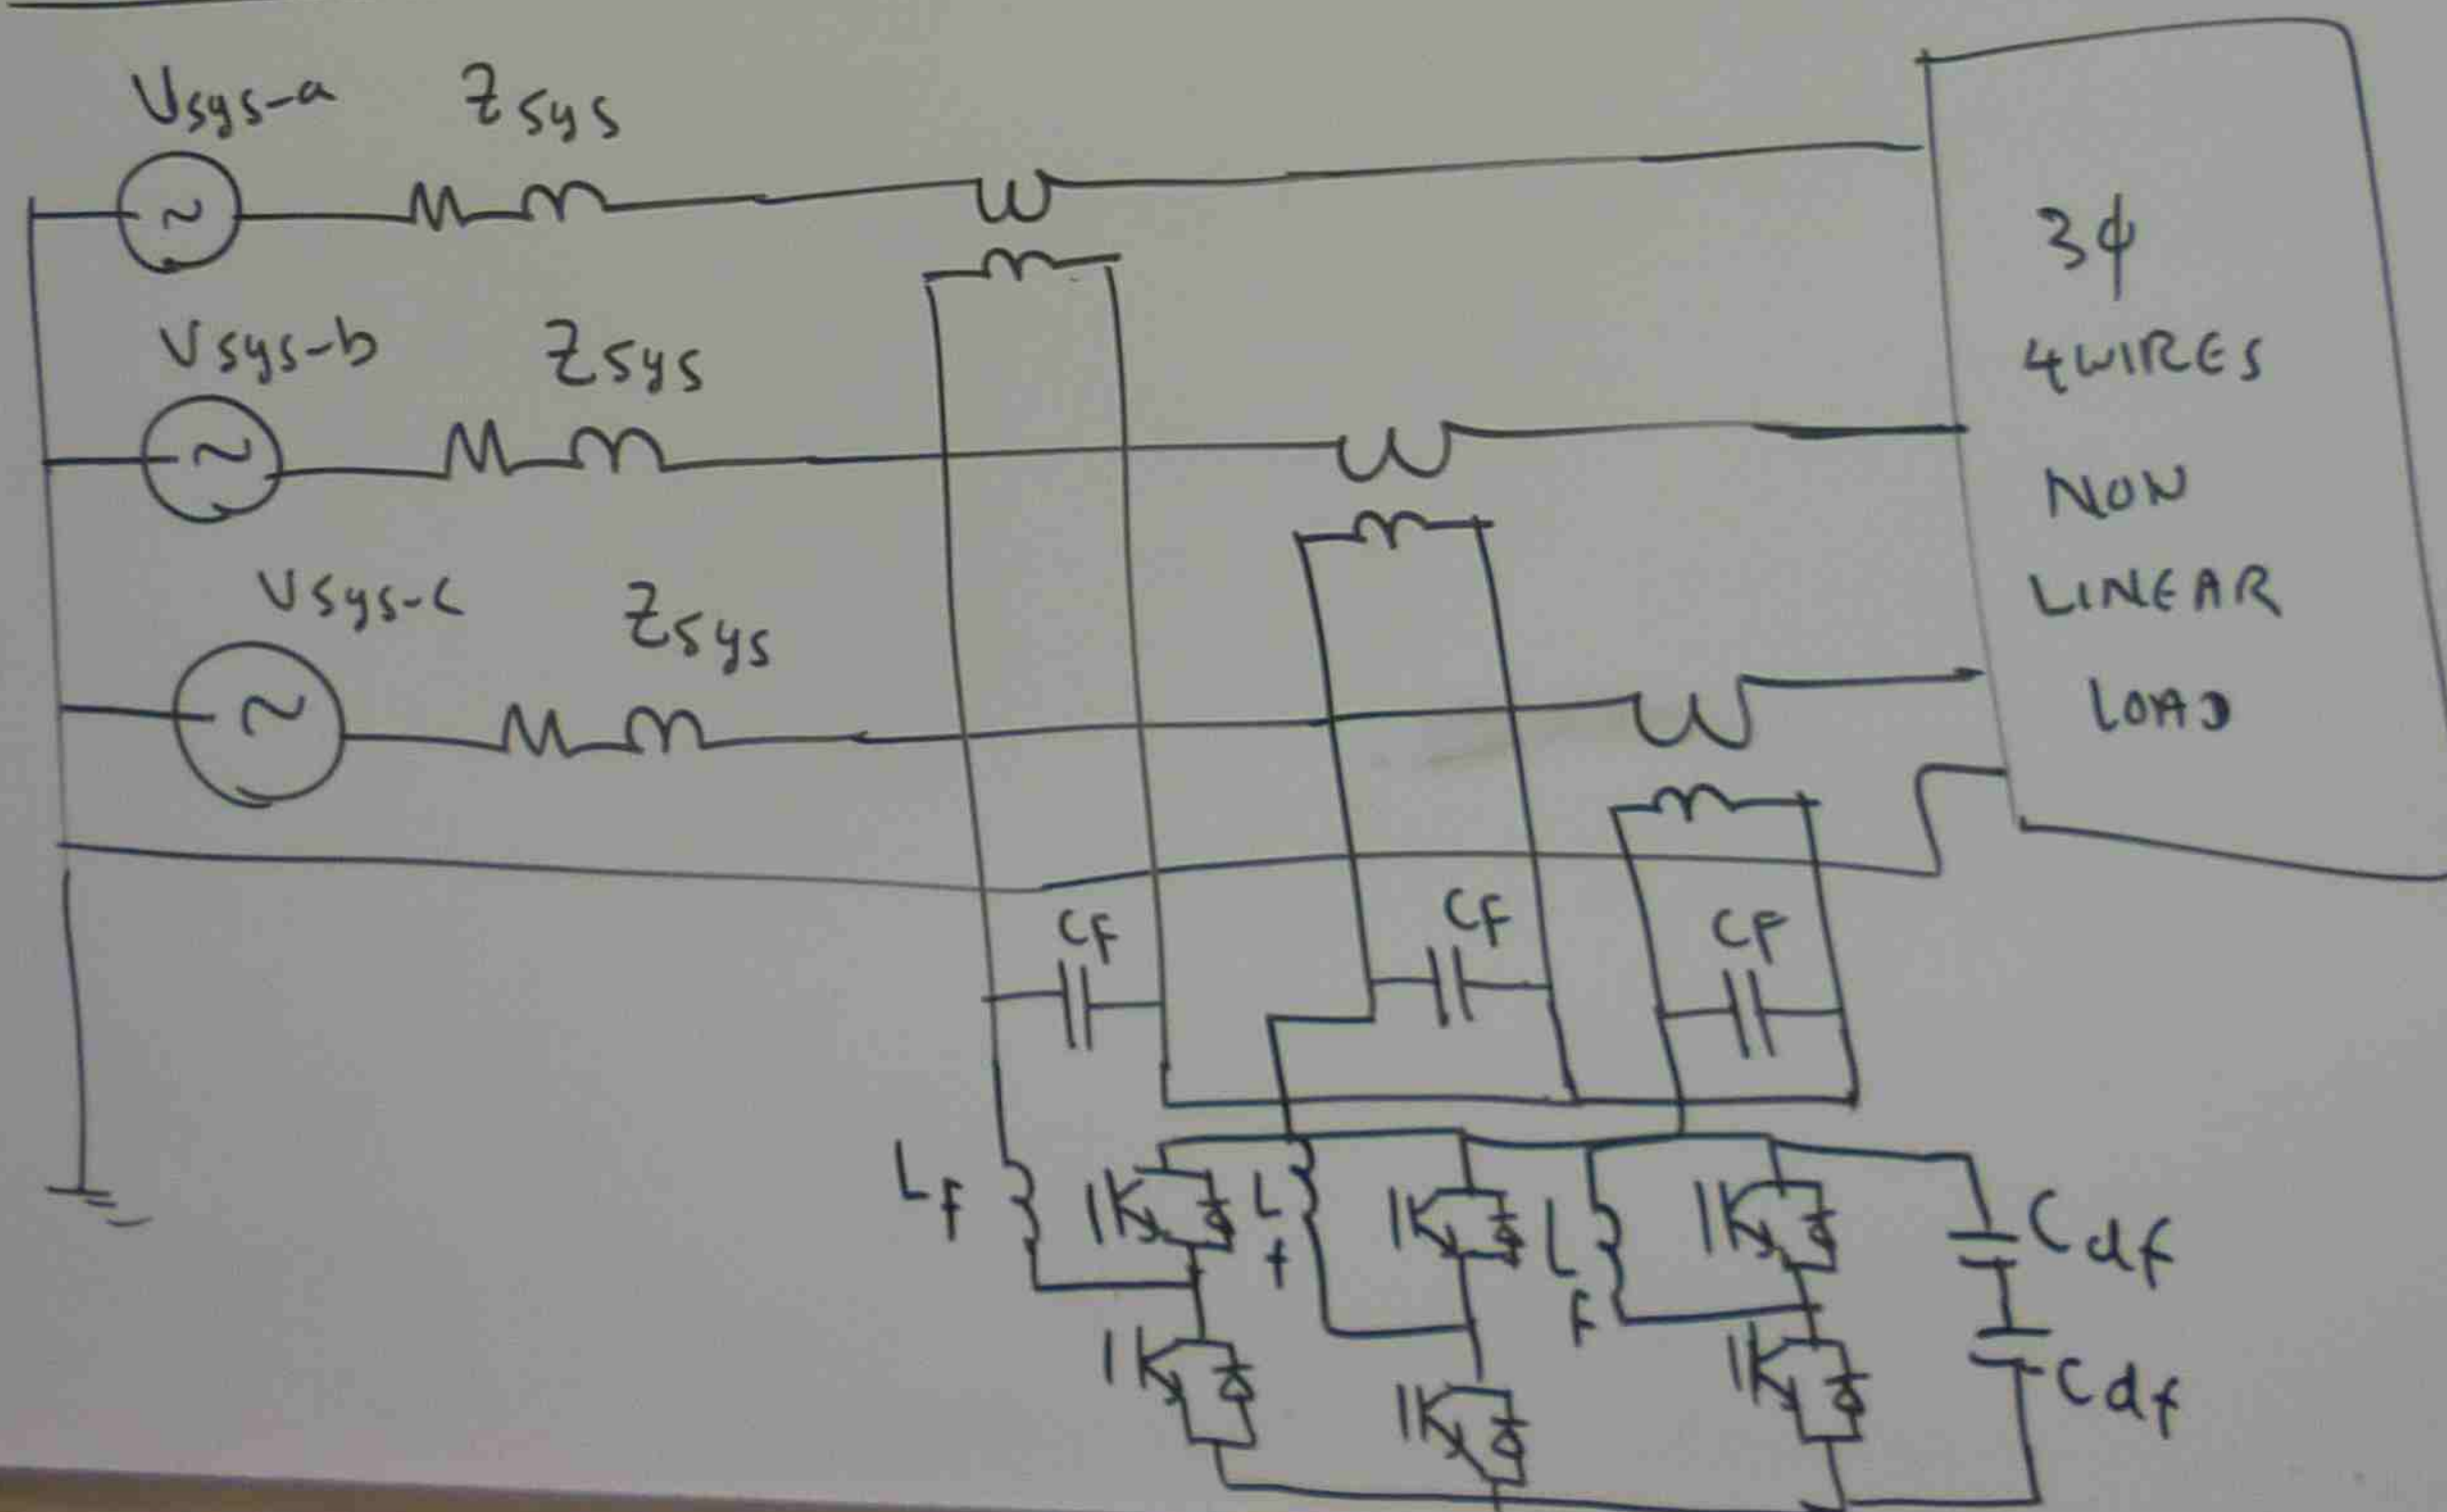 Vsys-a Zsys
Vsys-b Zsys
Vsys-c Zsys
3ϕ
4WIRES
NON
LINEAR
LOAD
CF CF CF
Lf Lf LF
Cdf
Cdf